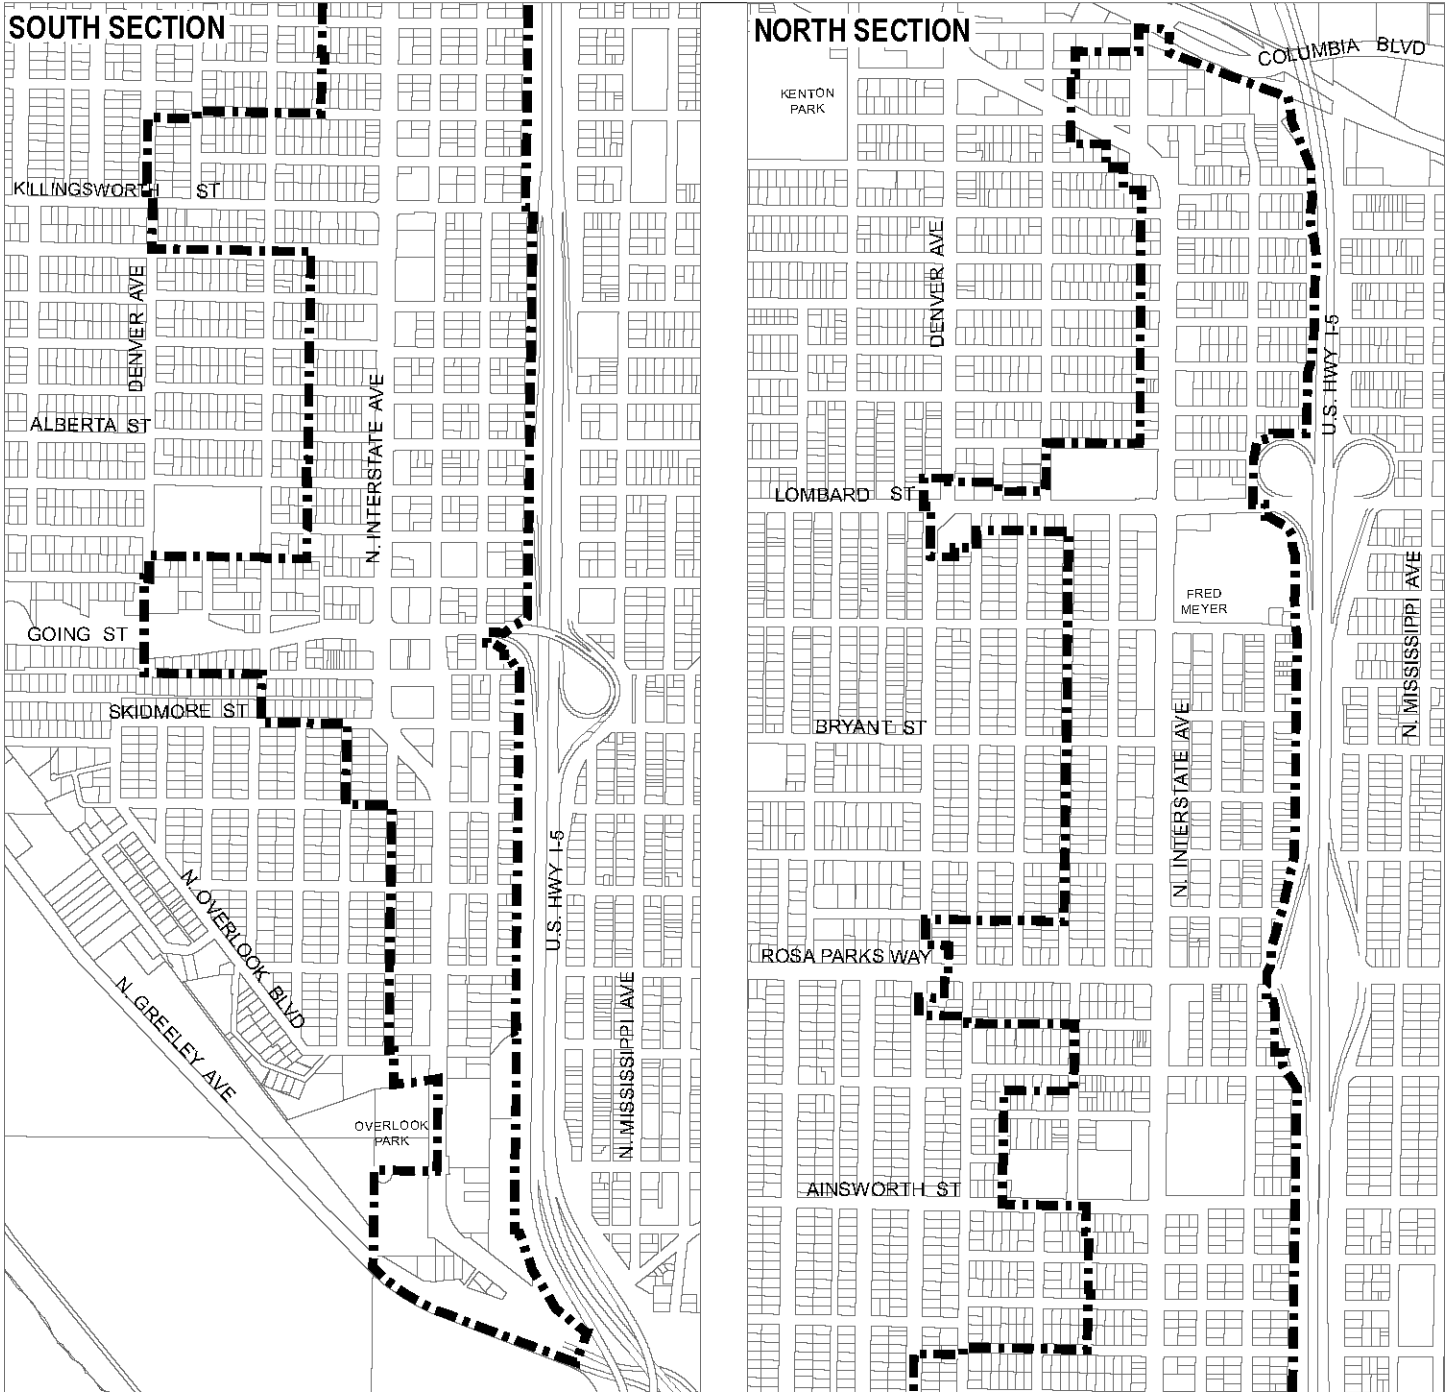 SOUTH SECTION
KILLINGSWORTH ST
DENVER AVE
ALBERTA ST
N. INTERSTATE AVE
GOING ST
SKIDMORE ST
N. OVERLOOK BLVD
U.S. HWY I-5
N. GREELEY AVE
N. MISSISSIPPI AVE
OVERLOOK
PARK
NORTH SECTION
COLUMBIA BLVD
KENTON
PARK
DENVER AVE
U.S. HWY I-5
LOMBARD ST
FRED
MEYER
N. MISSISSIPPI AVE
BRYANT ST
N. INTERSTATE AVE
ROSA PARKS WAY
AINSWORTH ST